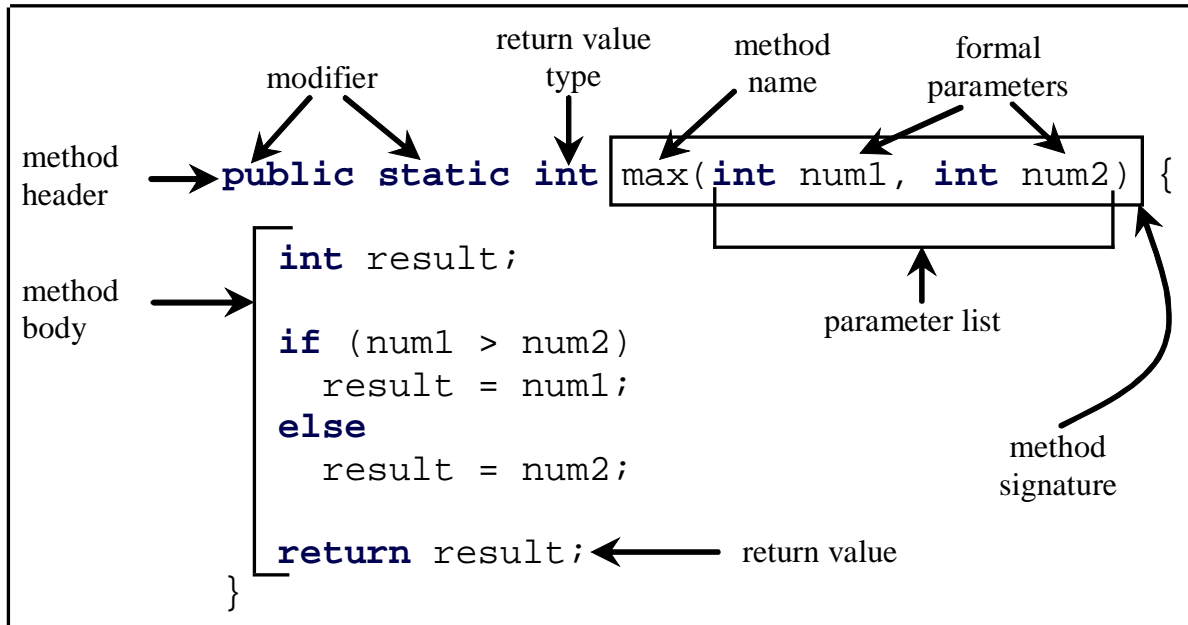 return value
type
method
name
formal
parameters
modifier
method
header
public static int max(int num1, int num2) {
method
body
int result;
if (num1 > num2)
result = num1;
else
result = num2;
return result;
}
parameter list
method
signature
return value